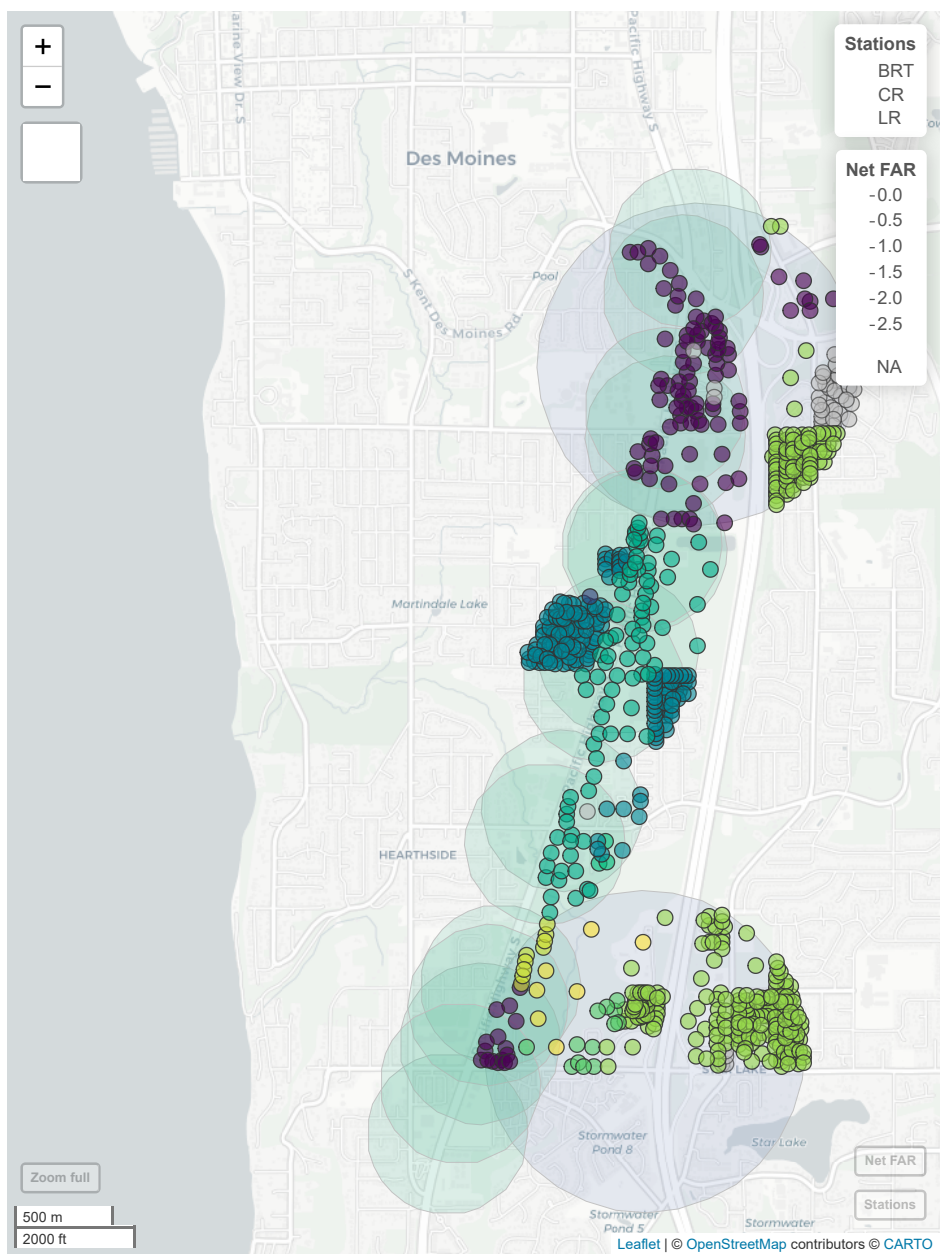 +
−
Marine View Dr. S
Pacific Highway S
Stations
BRT
CR
LR
Des Moines
Net FAR
-0.0
-0.5
-1.0
-1.5
-2.0
-2.5
NA
Pool
S Kent Des Moines Rd
Martindale Lake
HEARTHSIDE
Highway S
LAKE
Stormwater
Pond 8
Star Lake
Net FAR
Zoom full
Stations
500 m
2000 ft
Stormwater
Pond 5
Stormwater
Leaflet | © OpenStreetMap contributors © CARTO